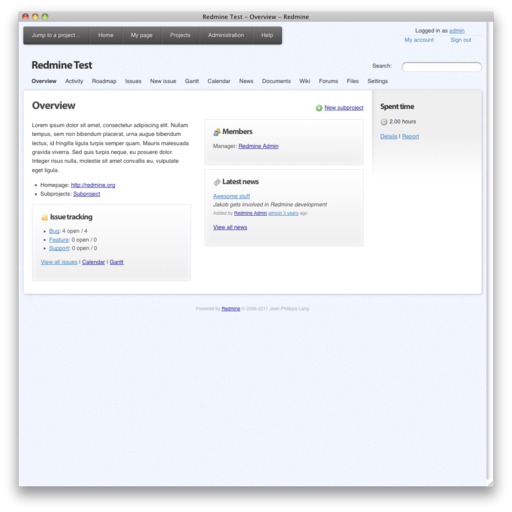 Redmine Test – Overview – Redmine
Jump to a project... Home My page Projects Administration Help
Logged in as admin
My account Sign out
Redmine Test
Search:
Overview Activity Roadmap Issues New issue Gantt Calendar News Documents Wiki Forums Files Settings
Overview
New subproject
Lorem ipsum dolor sit amet, consectetur adipiscing elit. Nullam
tempus, sem non bibendum placerat, urna augue bibendum
lectus, id fringilla ligula turpis semper quam. Mauris malesuada
gravida viverra. Sed quis turpis neque, eu posuere dolor.
Integer risus nulla, molestie sit amet convallis eu, vulputate
eget ligula.
• Homepage: http://redmine.org
• Subprojects: Subproject
Issue tracking
• Bug: 4 open / 4
• Feature: 0 open / 0
• Support: 0 open / 0
View all issues | Calendar | Gantt
Members
Manager: Redmine Admin
Latest news
Awesome stuff
Jakob gets involved in Redmine development
Added by Redmine Admin almost 3 years ago
View all news
Spent time
2.00 hours
Details | Report
Powered by Redmine © 2006-2011 Jean-Philippe Lang